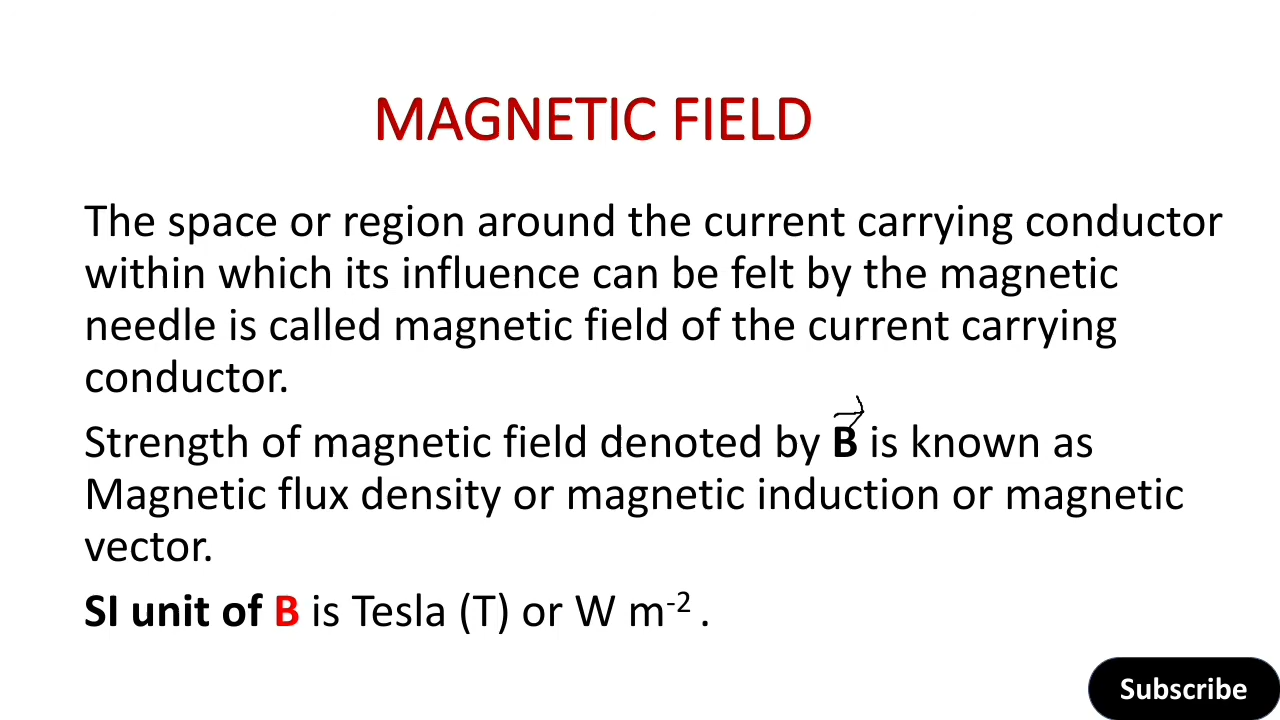 MAGNETIC FIELD
The space or region around the current carrying conductor
within which its influence can be felt by the magnetic
needle is called magnetic field of the current carrying
conductor.
Strength of magnetic field denoted by B⃗ is known as
Magnetic flux density or magnetic induction or magnetic
vector.
SI unit of B is Tesla (T) or W m⁻² .
Subscribe